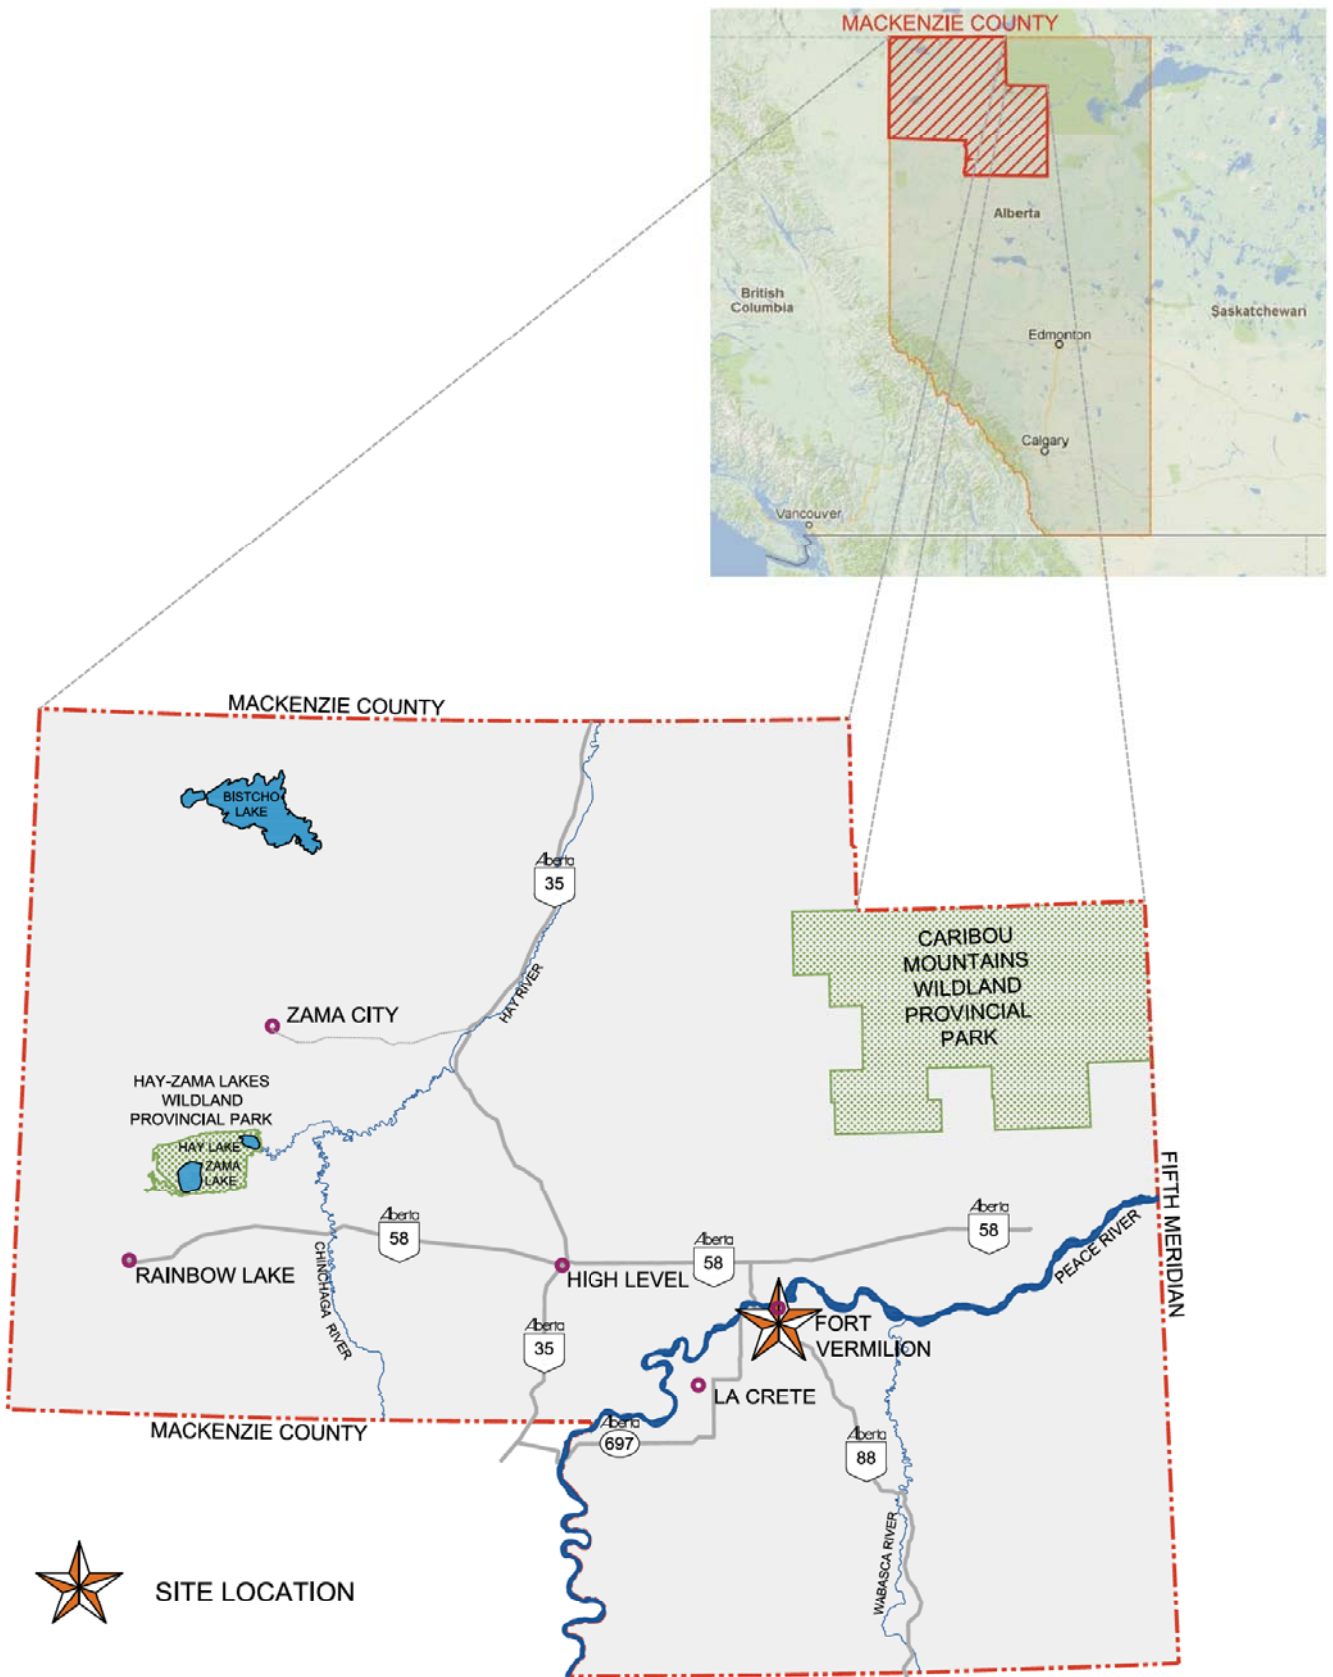 MACKENZIE COUNTY
Alberta
British
Columbia
Saskatchewan
Edmonton
Calgary
Vancouver
MACKENZIE COUNTY
BISTCHO
LAKE
Alberta
35
CARIBOU
MOUNTAINS
WILDLAND
PROVINCIAL
PARK
HAY RIVER
ZAMA CITY
HAY-ZAMA LAKES
WILDLAND
PROVINCIAL PARK
HAY LAKE
ZAMA
LAKE
FIFTH MERIDIAN
Alberta
58
Alberta
58
Alberta
58
PEACE RIVER
RAINBOW LAKE
CHINCHAGA RIVER
HIGH LEVEL
Alberta
35
FORT
VERMILION
LA CRETE
MACKENZIE COUNTY
Alberta
697
Alberta
88
WABASCA RIVER
SITE LOCATION